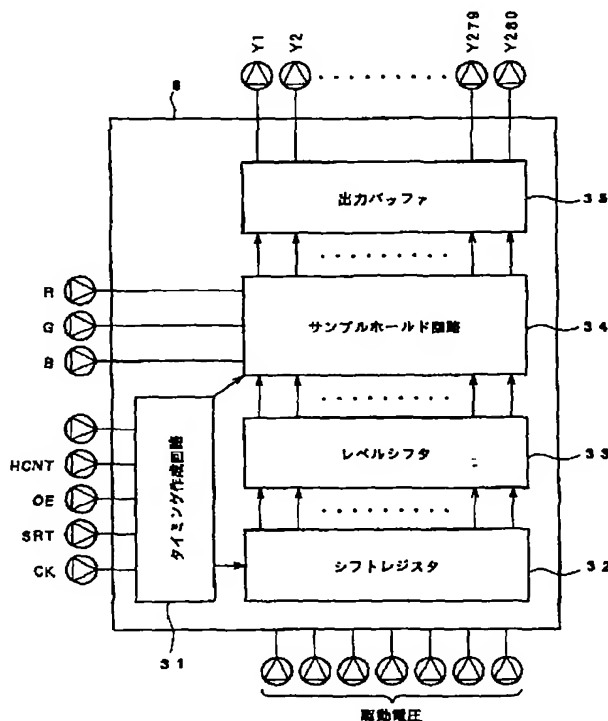 Y1
Y2
Y279
Y280
8
出力バッファ
35
R
G
B
サンプルホールド回路
34
HCNT
OE
SRT
CK
タイミング作成回路
レベルシフタ
33
シフトレジスタ
32
31
駆動電圧